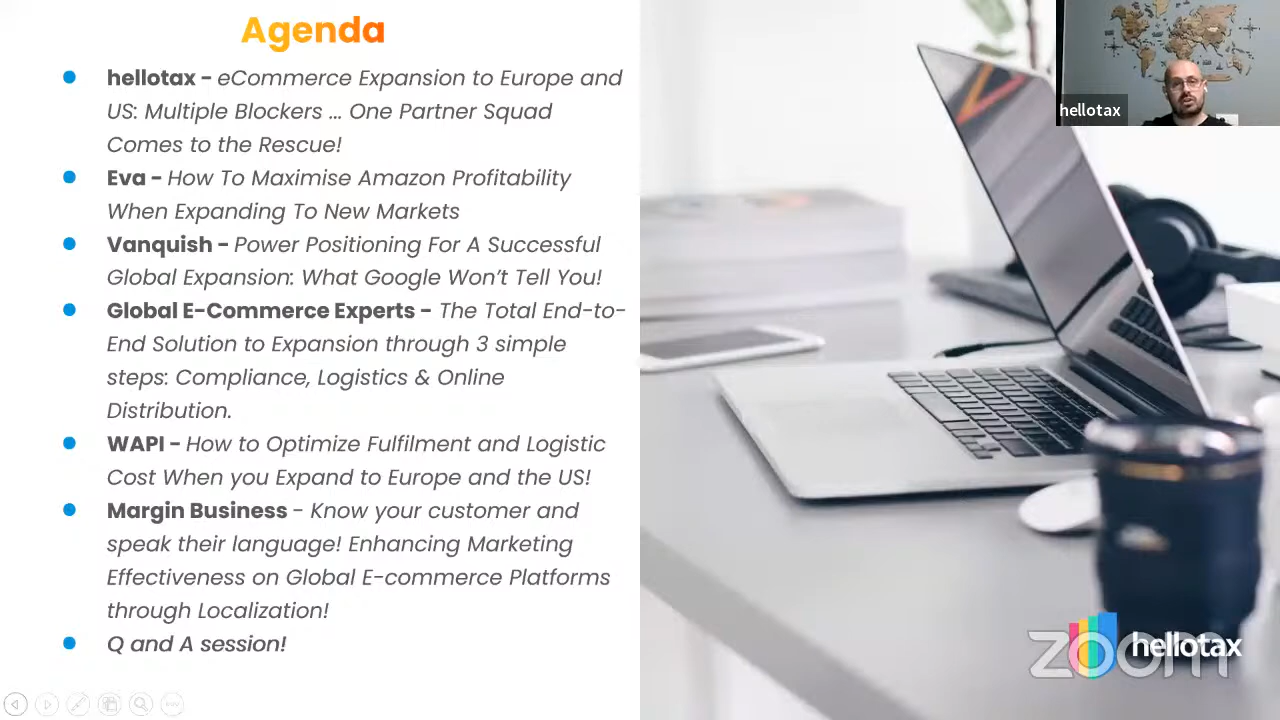 Agenda
hellotax - eCommerce Expansion to Europe and
US: Multiple Blockers ... One Partner Squad
Comes to the Rescue!
Eva - How To Maximise Amazon Profitability
When Expanding To New Markets
Vanquish - Power Positioning For A Successful
Global Expansion: What Google Won't Tell You!
Global E-Commerce Experts - The Total End-to-
End Solution to Expansion through 3 simple
steps: Compliance, Logistics & Online
Distribution.
WAPI - How to Optimize Fulfilment and Logistic
Cost When you Expand to Europe and the US!
Margin Business - Know your customer and
speak their language! Enhancing Marketing
Effectiveness on Global E-commerce Platforms
through Localization!
Q and A session!
hellotax
zoom
hellotax